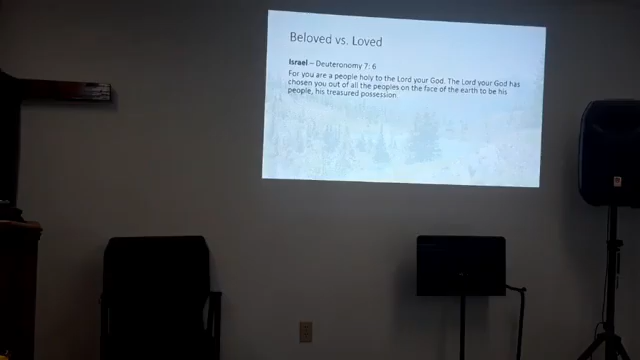 Beloved vs. Loved
Israel – Deuteronomy 7: 6
For you are a people holy to the Lord your God. The Lord your God has
chosen you out of all the peoples on the face of the earth to be his
people, his treasured possession